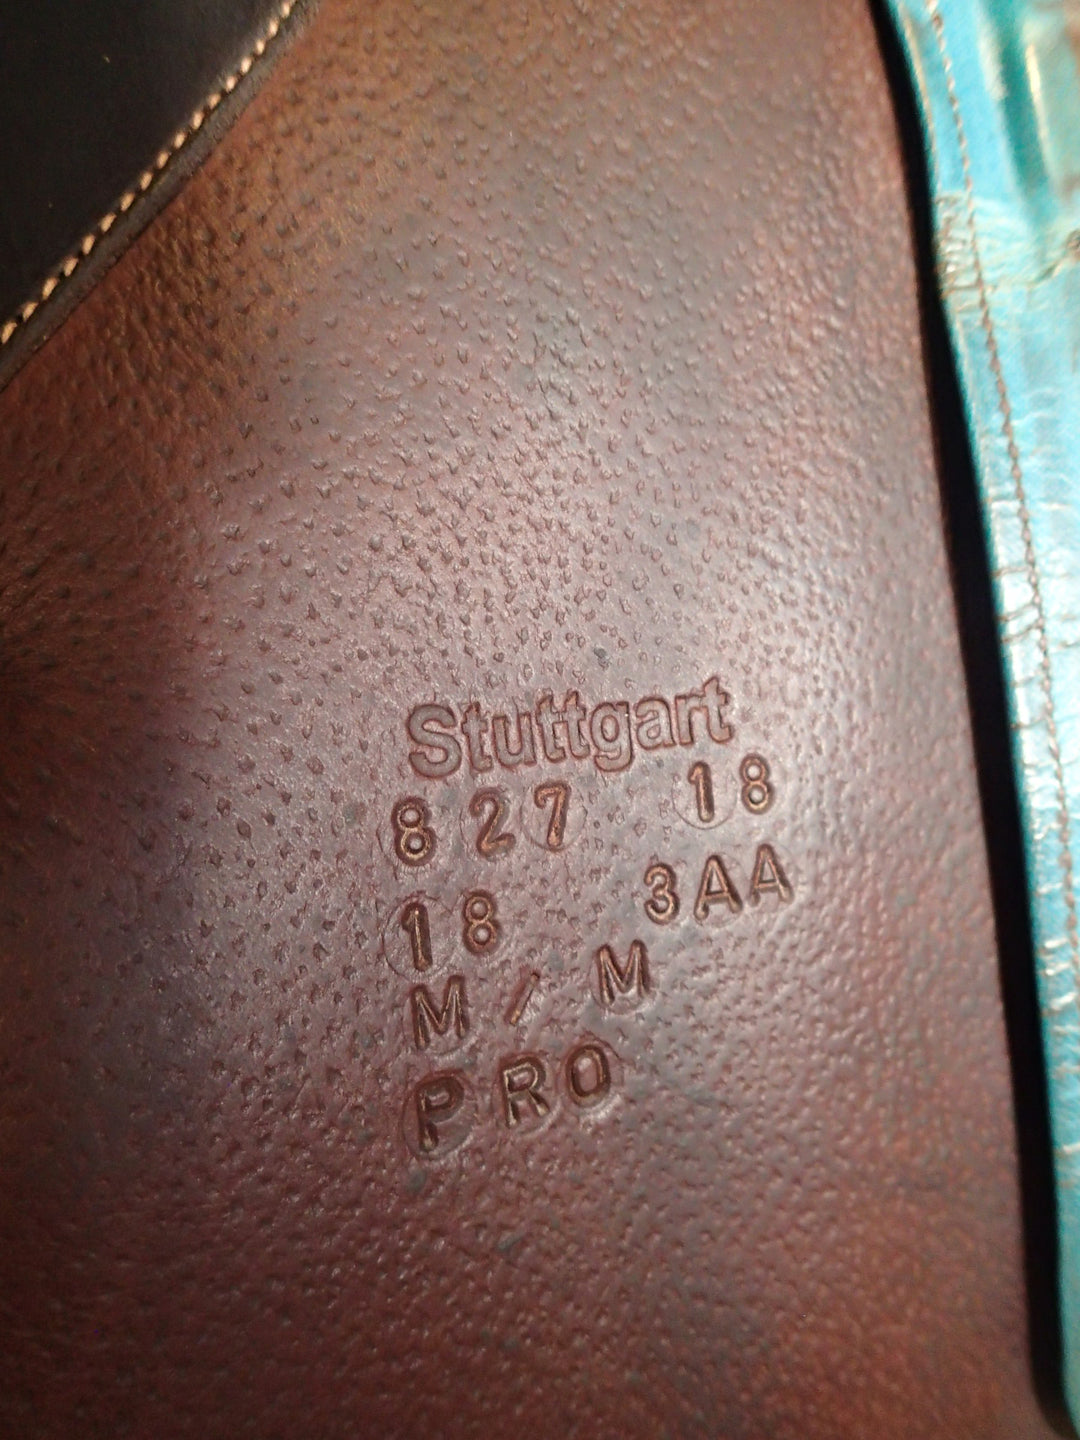 Stuttgart
827 18
18 3AA
M / M
PRO